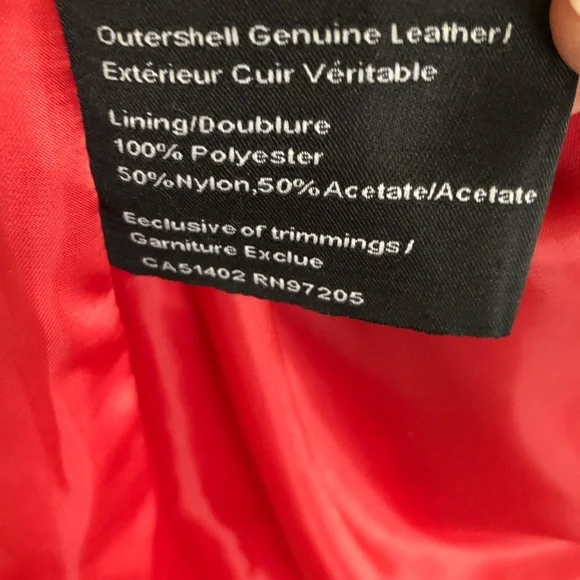 Outershell Genuine Leather/
Extérieur Cuir Véritable
Lining/Doublure
100% Polyester
50%Nylon,50%Acetate/Acetate
Eeclusive of trimmings/
Garniture Exclue
CA51402 RN97205